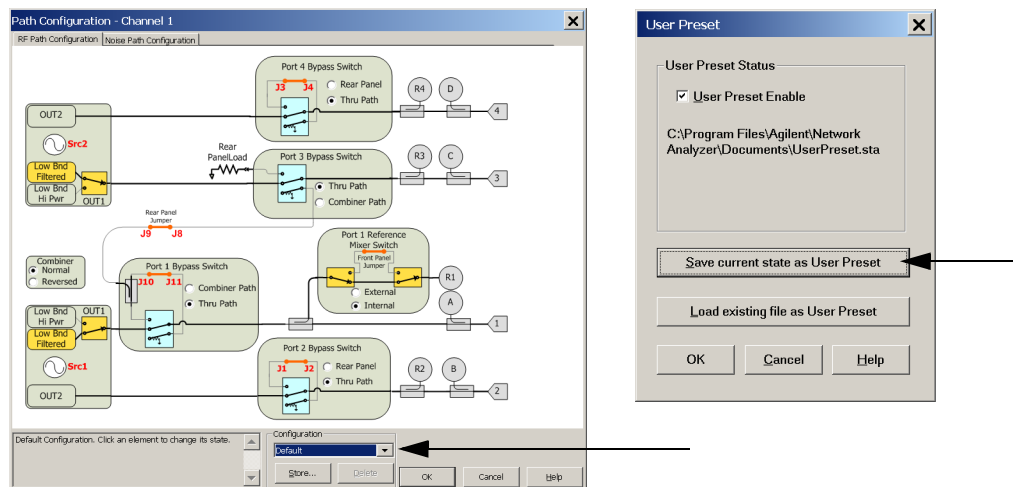 Path Configuration - Channel 1
RF Path Configuration
Noise Path Configuration
Port 4 Bypass Switch
J3 J4
Rear Panel
Thru Path
R4
D
4
OUT2
Src2
Low Bnd
Filtered
Low Bnd
Hi Pwr
OUT1
Rear
PanelLoad
Port 3 Bypass Switch
Thru Path
Combiner Path
R3
C
3
Rear Panel
Jumper
J9 J8
Combiner
Normal
Reversed
Port 1 Bypass Switch
J10 J11
Combiner Path
Thru Path
Port 1 Reference
Mixer Switch
Front Panel
Jumper
External
Internal
R1
A
1
Low Bnd
Hi Pwr
OUT1
Low Bnd
Filtered
Src1
OUT2
Port 2 Bypass Switch
J1 J2
Rear Panel
Thru Path
R2
B
2
Default Configuration. Click an element to change its state.
Configuration
Default
Store...
Delete
OK
Cancel
Help
User Preset
User Preset Status
User Preset Enable
C:\Program Files\Agilent\Network
Analyzer\Documents\UserPreset.sta
Save current state as User Preset
Load existing file as User Preset
OK
Cancel
Help